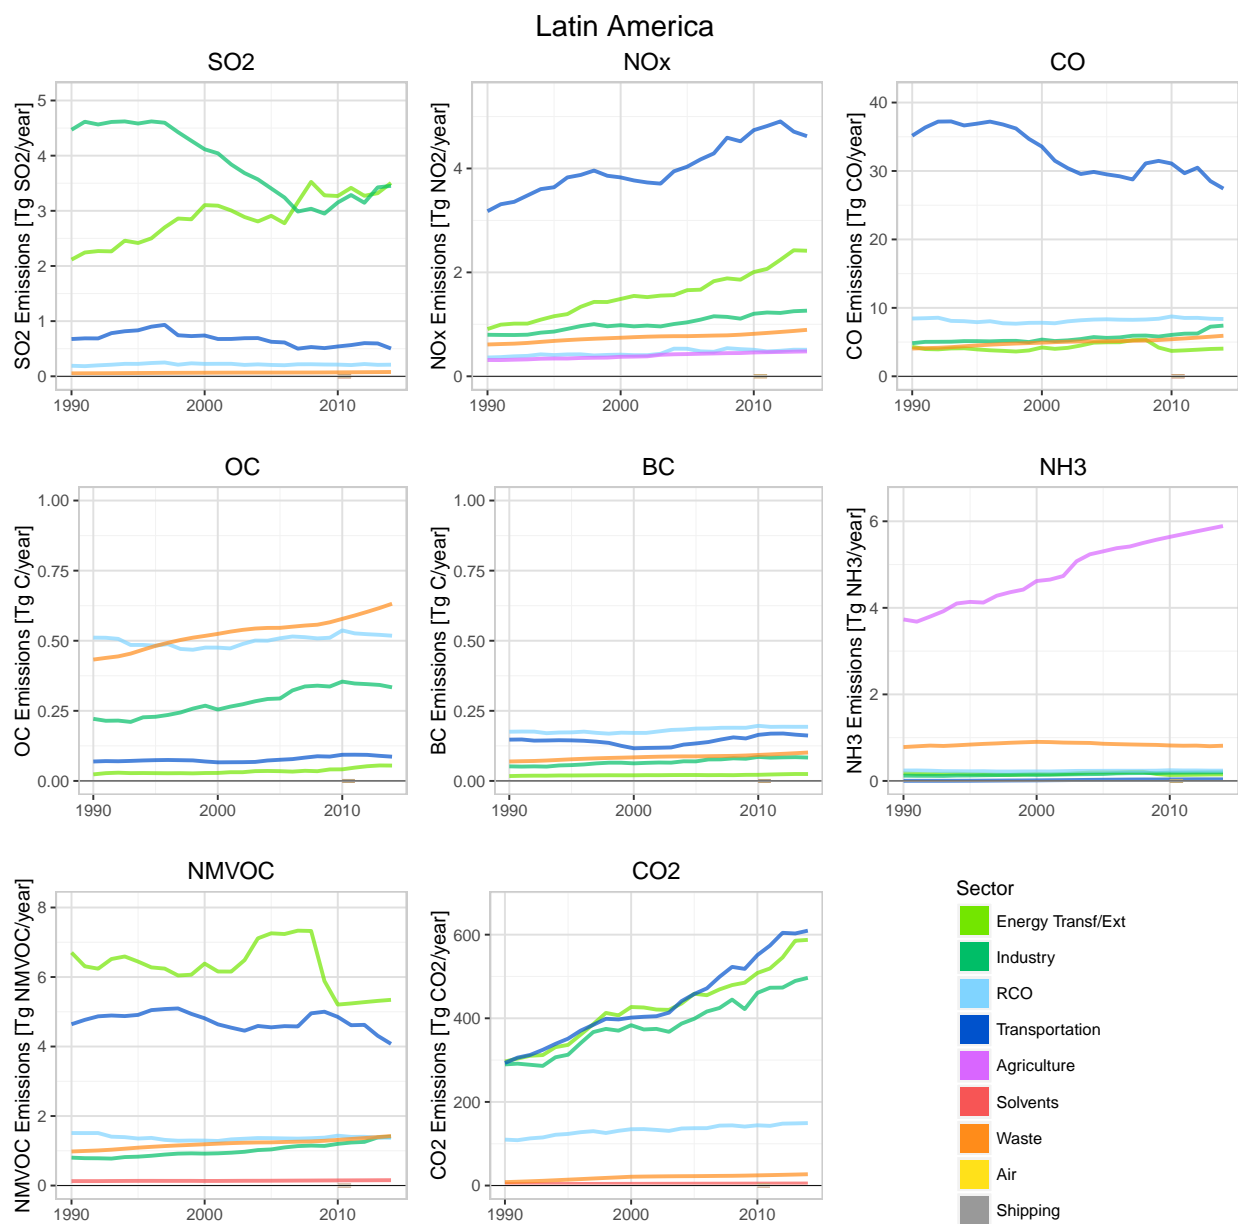 Latin America
SO2
NOx
CO
SO2 Emissions [Tg SO2/year]
5
4
3
2
1
0
1990
2000
2010
NOx Emissions [Tg NO2/year]
4
2
0
1990
2000
2010
CO Emissions [Tg CO/year]
40
30
20
10
0
1990
2000
2010
OC
BC
NH3
OC Emissions [Tg C/year]
1.00
0.75
0.50
0.25
0.00
1990
2000
2010
BC Emissions [Tg C/year]
1.00
0.75
0.50
0.25
0.00
1990
2000
2010
NH3 Emissions [Tg NH3/year]
6
4
2
0
1990
2000
2010
NMVOC
CO2
NMVOC Emissions [Tg NMVOC/year]
8
6
4
2
0
1990
2000
2010
CO2 Emissions [Tg CO2/year]
600
400
200
0
1990
2000
2010
Sector
Energy Transf/Ext
Industry
RCO
Transportation
Agriculture
Solvents
Waste
Air
Shipping